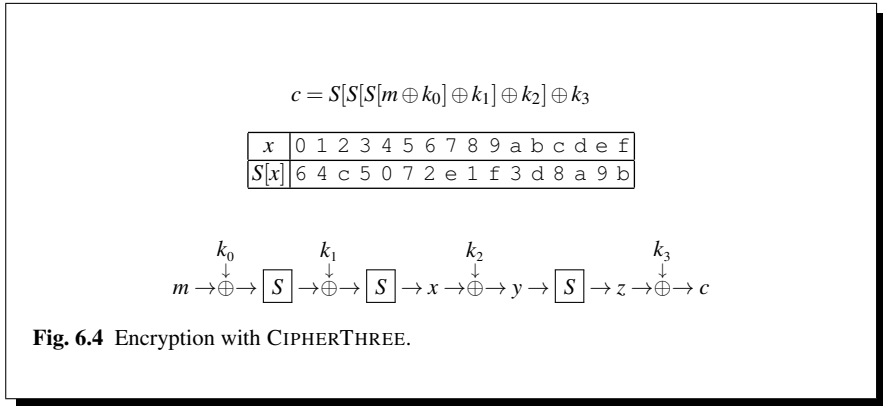 c = S[S[S[m ⊕ k₀] ⊕ k₁] ⊕ k₂] ⊕ k₃
x 0 1 2 3 4 5 6 7 8 9 a b c d e f
S[x] 6 4 c 5 0 7 2 e 1 f 3 d 8 a 9 b
k₀ k₁ k₂ k₃
↓ ↓ ↓ ↓
m → ⊕ → S → ⊕ → S → x → ⊕ → y → S → z → ⊕ → c
Fig. 6.4 Encryption with CIPHERTHREE.